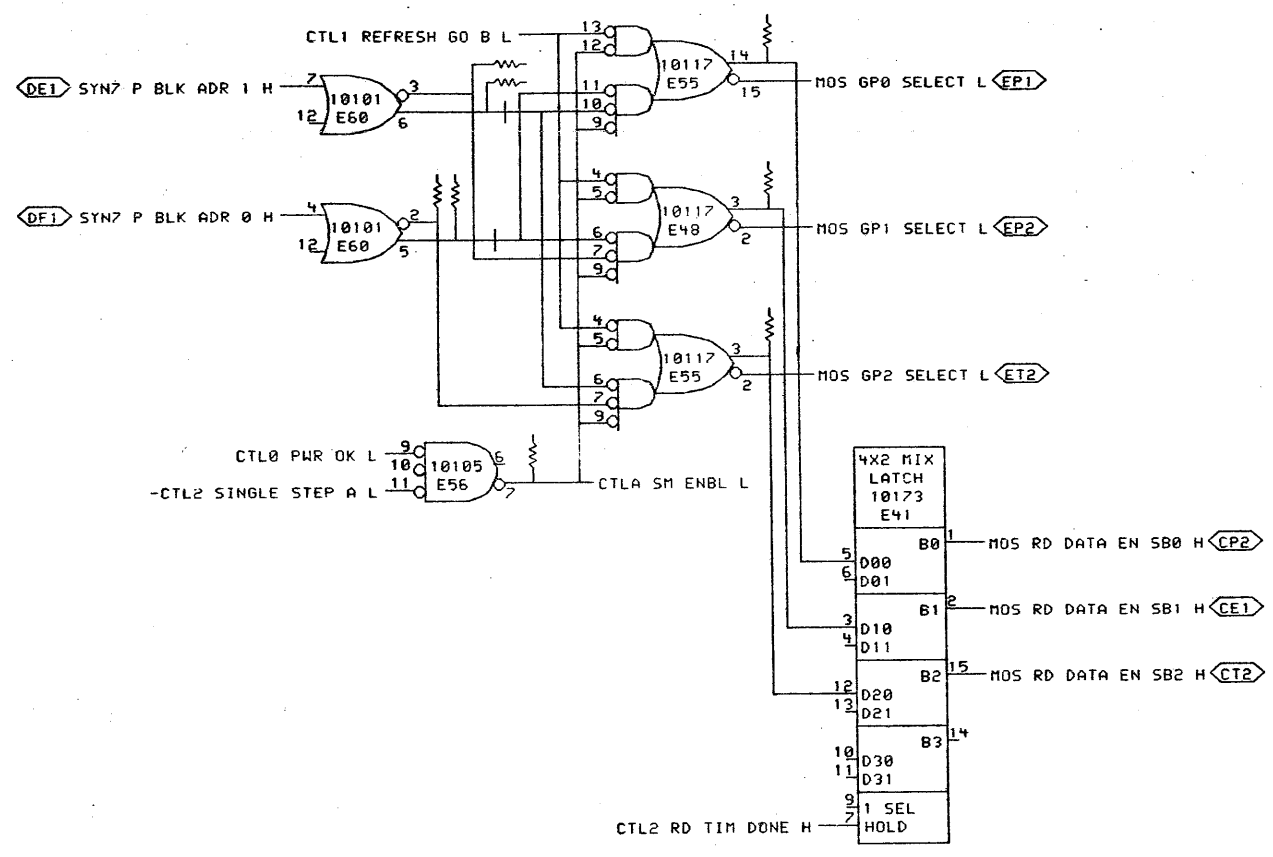 CTL1 REFRESH GO B L
13
12
10117
E55
14
15
MOS GP0 SELECT L EP1
DE1 SYN7 P BLK ADR 1 H
7
12
10101
E60
3
6
11
10
9
DF1 SYN7 P BLK ADR 0 H
4
12
10101
E60
2
5
4
5
6
7
9
10117
E48
3
2
MOS GP1 SELECT L EP2
4
5
6
7
9
10117
E55
3
2
MOS GP2 SELECT L ET2
CTL0 PWR OK L
9
10
-CTL2 SINGLE STEP A L
11
10105
E56
6
7
CTLA SM ENBL L
4X2 MIX
LATCH
10173
E41
B0 1 MOS RD DATA EN SB0 H CP2
5 D00
6 D01
B1 2 MOS RD DATA EN SB1 H CE1
3 D10
4 D11
B2 15 MOS RD DATA EN SB2 H CT2
12 D20
13 D21
B3 14
10 D30
11 D31
9 1 SEL
CTL2 RD TIM DONE H 7 HOLD